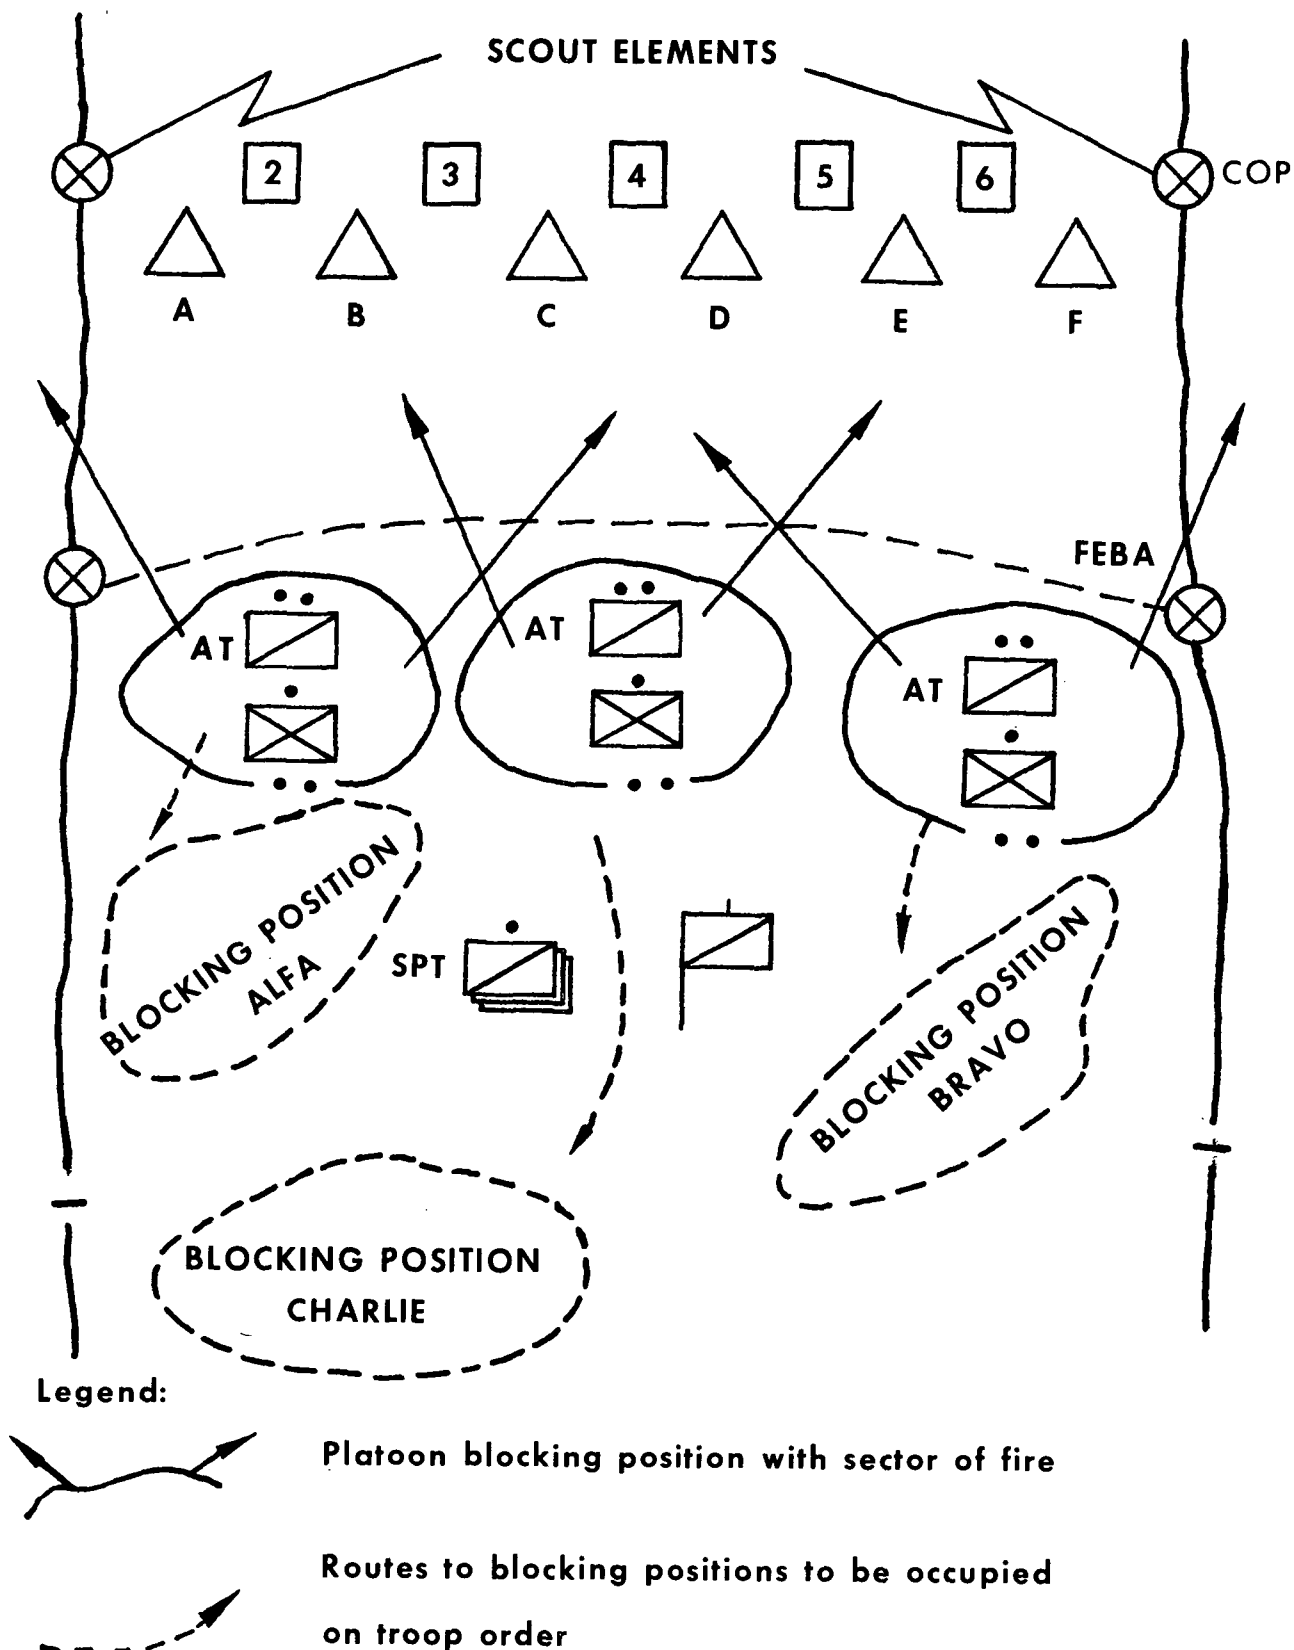 SCOUT ELEMENTS
2 3 4 5 6
COP
A B C D E F
FEBA
AT
AT
AT
BLOCKING POSITION
ALFA
SPT
BLOCKING POSITION
BRAVO
BLOCKING POSITION
CHARLIE
Legend:
Platoon blocking position with sector of fire
Routes to blocking positions to be occupied
on troop order